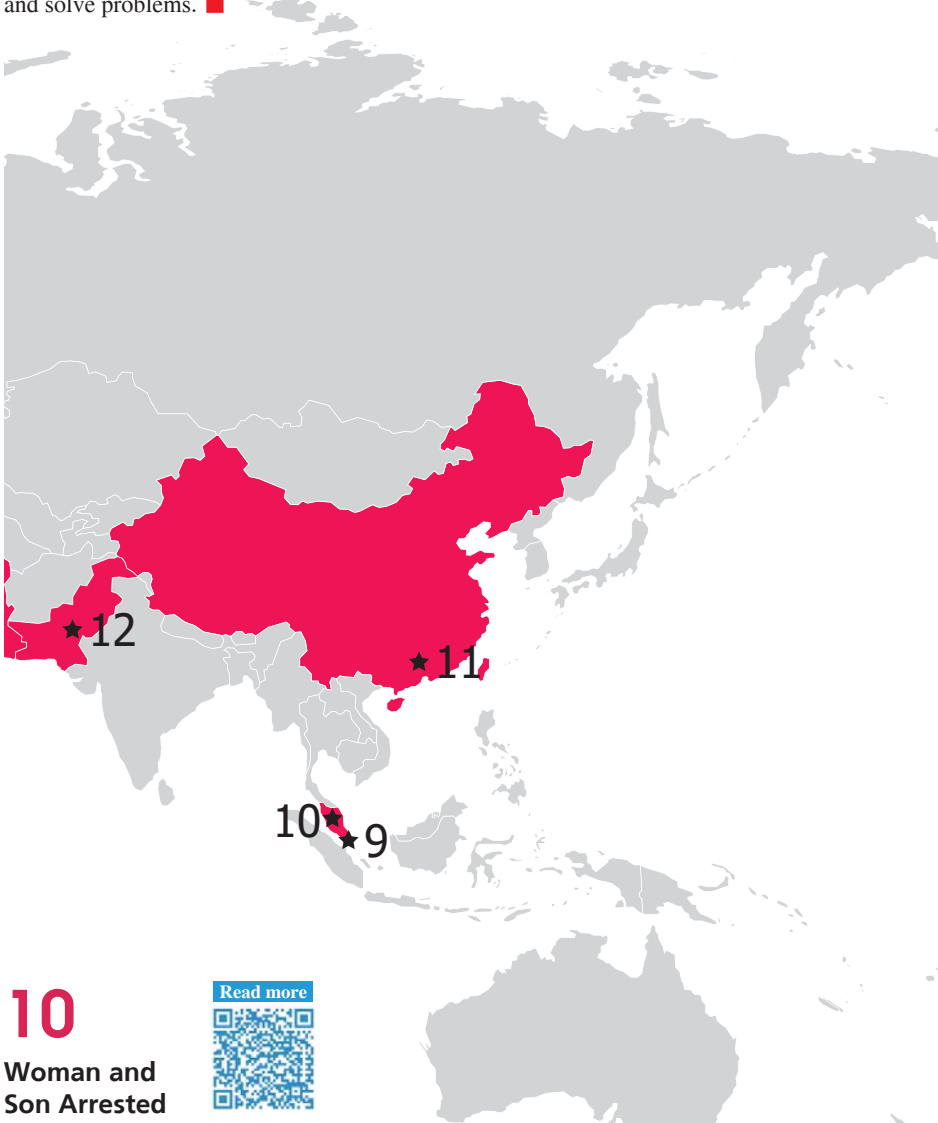 and solve problems.
12
11
10
9
10
Read more
Woman and
Son Arrested